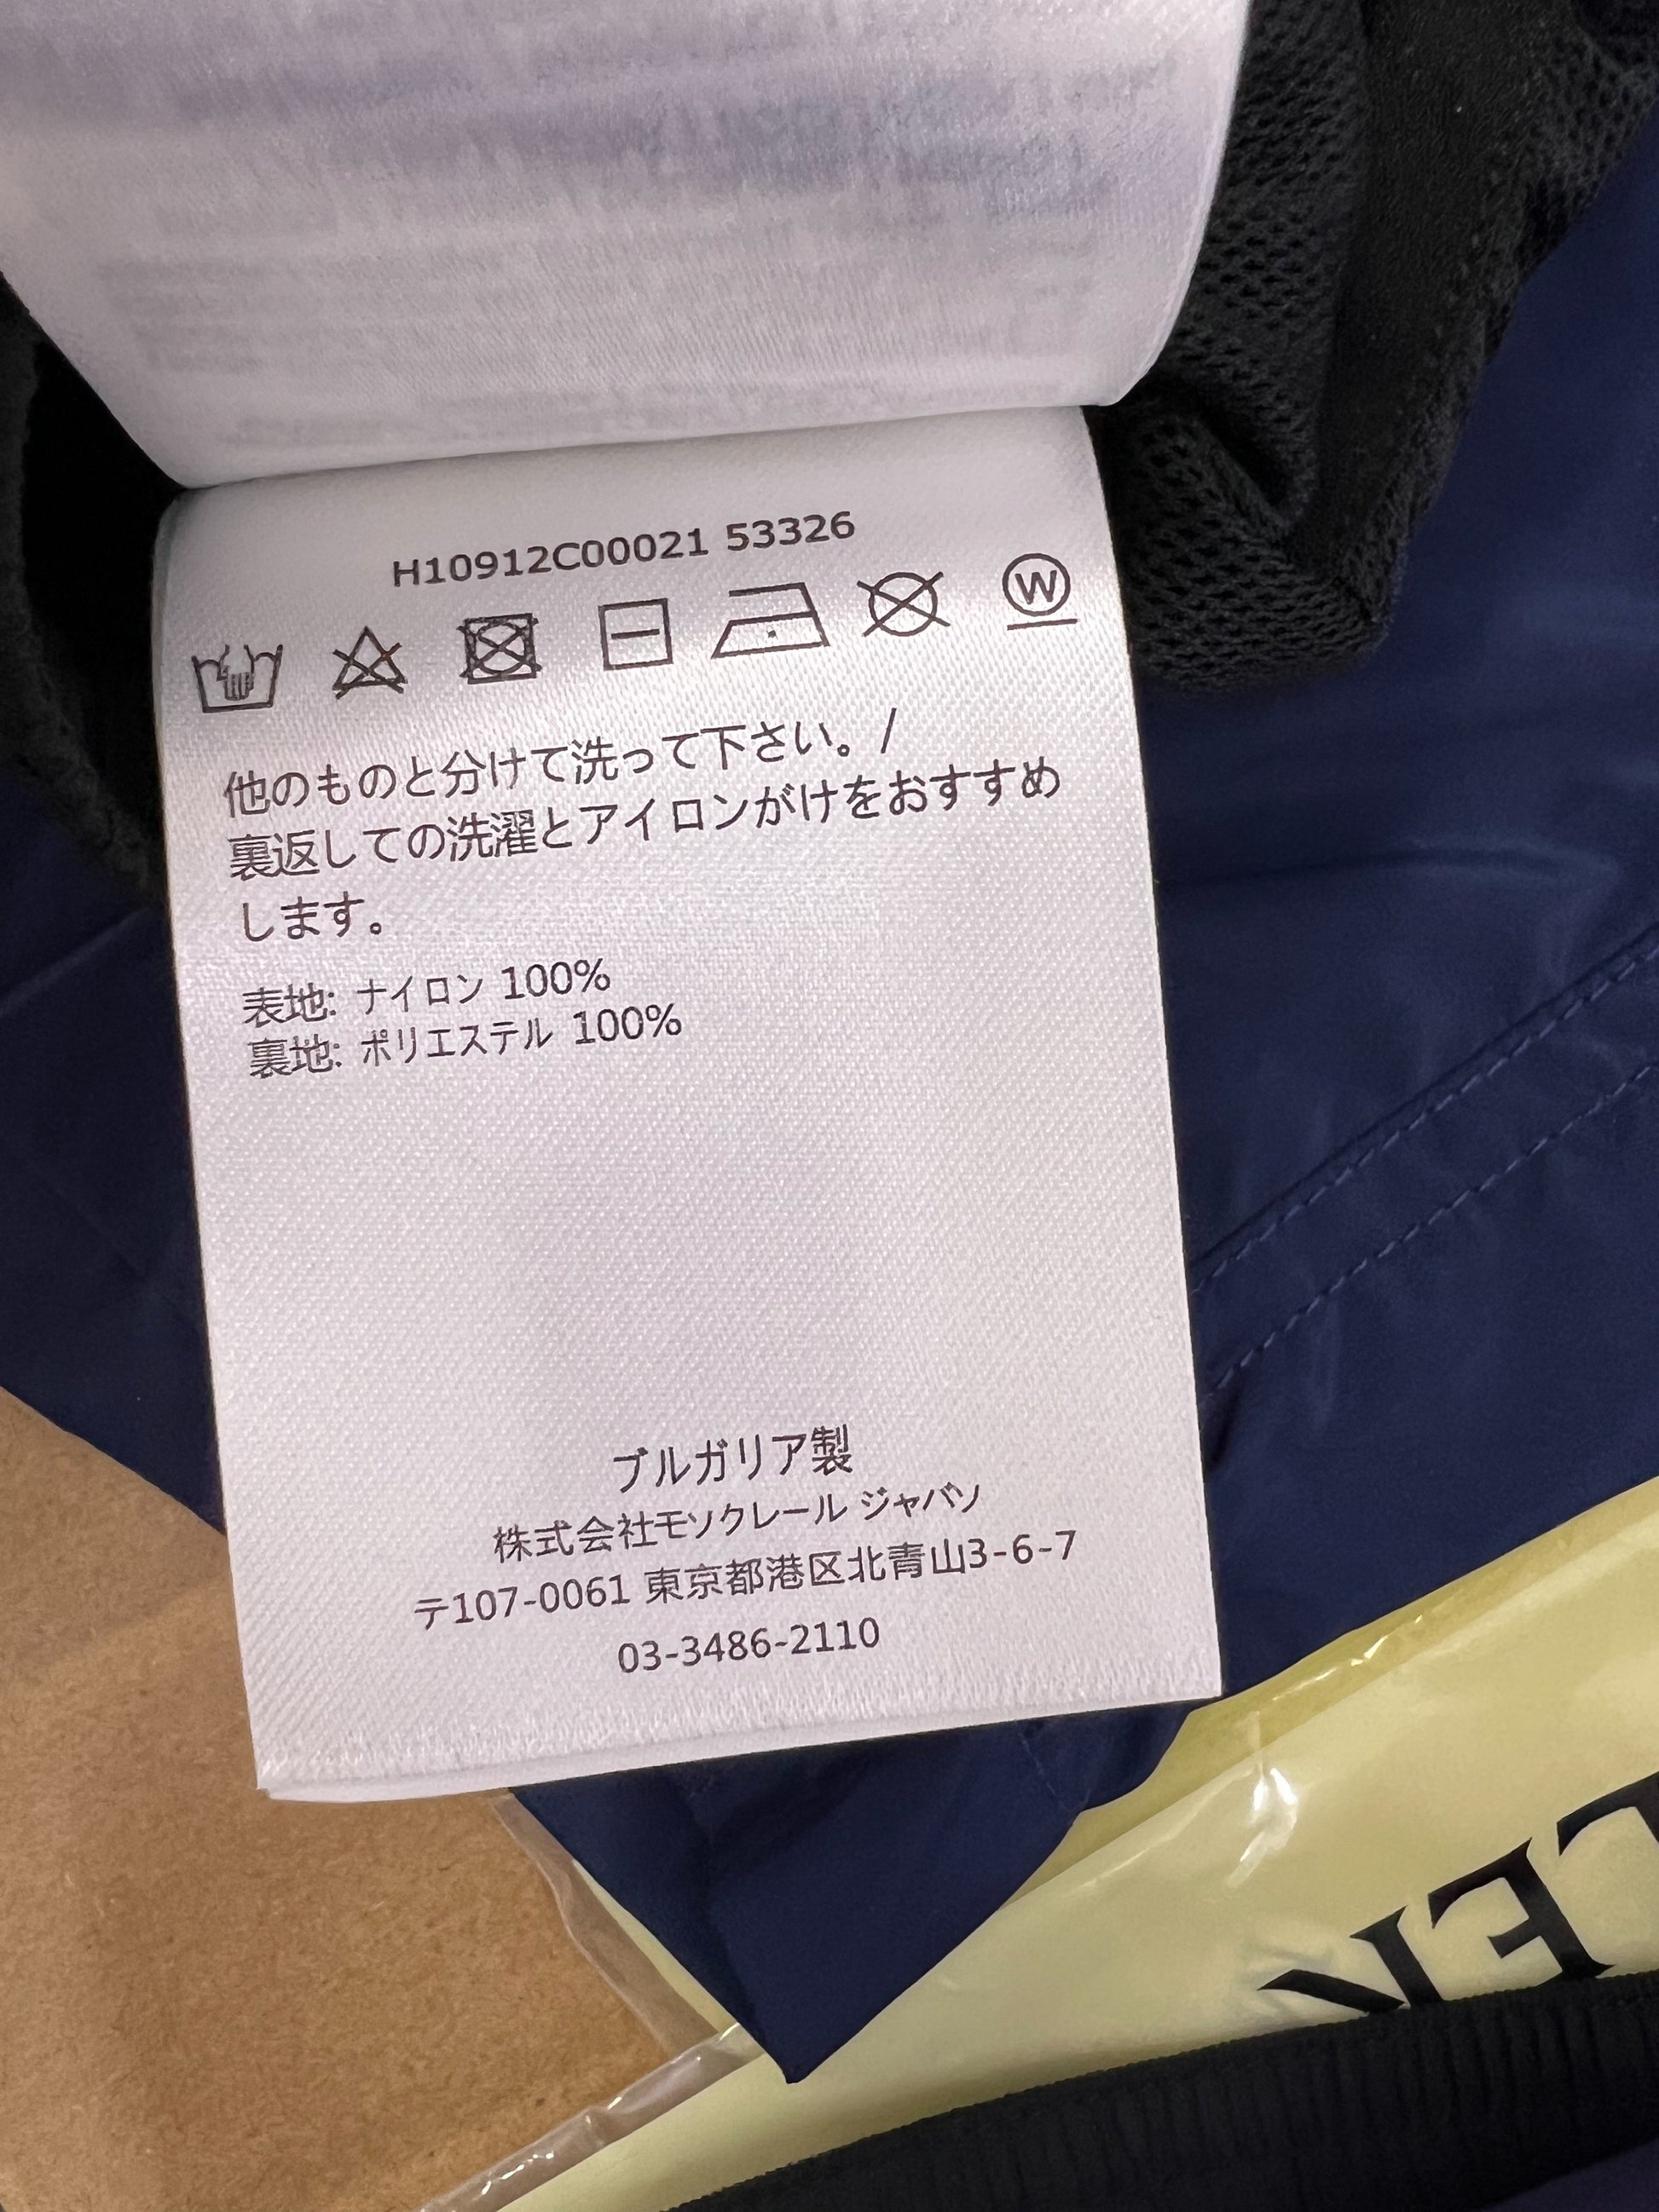 H10912C00021 53326
W
他のものと分けて洗って下さい。/
裏返しての洗濯とアイロンがけをおすすめ
します。
表地: ナイロン 100%
裏地: ポリエステル 100%
ブルガリア製
株式会社モンクレール ジャパン
〒107-0061 東京都港区北青山3-6-7
03-3486-2110